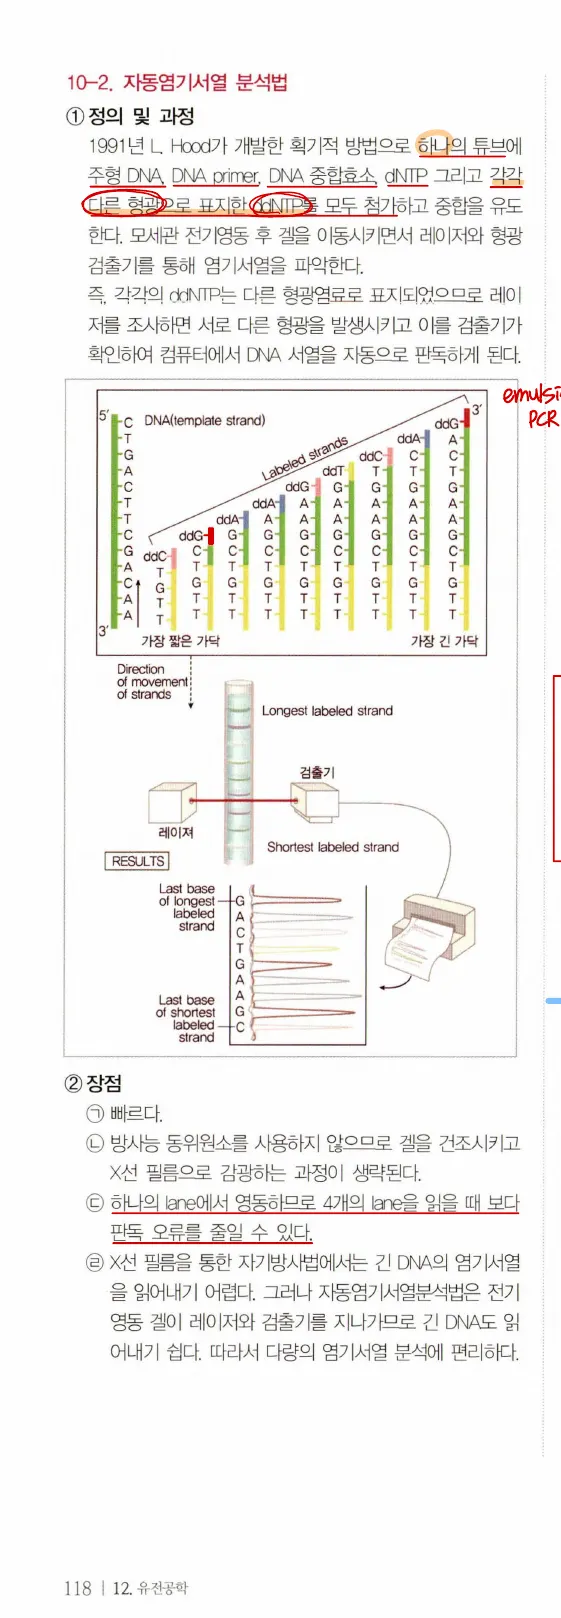 10-2. 자동염기서열 분석법
① 정의 및 과정
1991년 L. Hood가 개발한 획기적 방법으로 하나의 튜브에
주형 DNA, DNA primer, DNA 중합효소, dNTP 그리고 각각
다른 형광으로 표지한 ddNTP를 모두 첨가하고 중합을 유도
한다. 모세관 전기영동 후 겔을 이동시키면서 레이저와 형광
검출기를 통해 염기서열을 파악한다.
즉, 각각의 ddNTP는 다른 형광염료로 표지되었으므로 레이
저를 조사하면 서로 다른 형광을 발생시키고 이를 검출기가
확인하여 컴퓨터에서 DNA 서열을 자동으로 판독하게 된다.
emulsi
PCR
5'
DNA(template strand)
C
T
G
A
C
T
T
C
G
A
C
A
A
3'
Labeled strands
3'
ddC
T
G
T
T
ddG
C
T
G
T
T
ddA
G
C
T
G
T
T
ddA
A
G
C
T
G
T
T
ddG
A
A
G
C
T
G
T
T
ddT
G
A
A
G
C
T
G
T
T
ddC
T
G
A
A
G
C
T
G
T
T
ddA
C
T
G
A
A
G
C
T
G
T
T
ddG
A
C
T
G
A
A
G
C
T
G
T
T
가장 짧은 가닥
가장 긴 가닥
Direction
of movement
of strands
Longest labeled strand
검출기
레이져
Shortest labeled strand
RESULTS
Last base
of longest
labeled
strand
G
A
C
T
G
A
A
G
C
Last base
of shortest
labeled
strand
② 장점
㉠ 빠르다.
㉡ 방사능 동위원소를 사용하지 않으므로 겔을 건조시키고
X선 필름으로 감광하는 과정이 생략된다.
㉢ 하나의 lane에서 영동하므로 4개의 lane을 읽을 때 보다
판독 오류를 줄일 수 있다.
㉣ X선 필름을 통한 자기방사법에서는 긴 DNA의 염기서열
을 읽어내기 어렵다. 그러나 자동염기서열분석법은 전기
영동 겔이 레이저와 검출기를 지나가므로 긴 DNA도 읽
어내기 쉽다. 따라서 다량의 염기서열 분석에 편리하다.
118 | 12. 유전공학